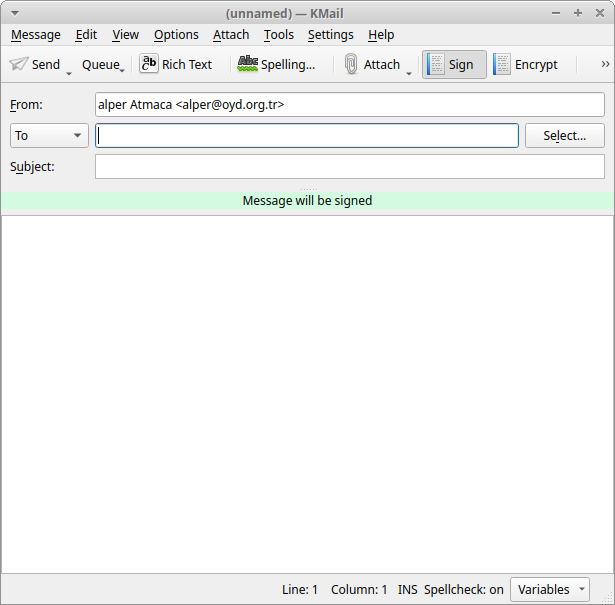 (unnamed) — KMail
Message Edit View Options Attach Tools Settings Help
Send Queue abc Rich Text Abc Spelling... Attach Sign Encrypt »
From: alper Atmaca <alper@oyd.org.tr>
To Select...
Subject:
Message will be signed
Line: 1 Column: 1 INS Spellcheck: on Variables